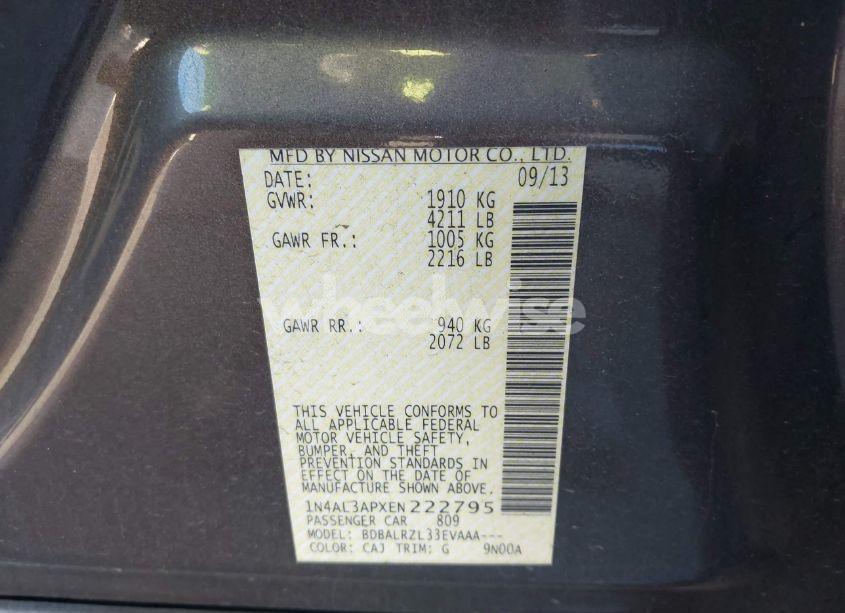 MFD BY NISSAN MOTOR CO., LTD.
DATE: 09/13
GVWR: 1910 KG
4211 LB
GAWR FR.: 1005 KG
2216 LB
wheelwise
GAWR RR.: 940 KG
2072 LB
THIS VEHICLE CONFORMS TO
ALL APPLICABLE FEDERAL
MOTOR VEHICLE SAFETY,
BUMPER, AND THEFT
PREVENTION STANDARDS IN
EFFECT ON THE DATE OF
MANUFACTURE SHOWN ABOVE.
1N4AL3APXEN222795
PASSENGER CAR 809
MODEL: BDBALRZL33EVAAA---
COLOR: CAJ TRIM: G 9N00A